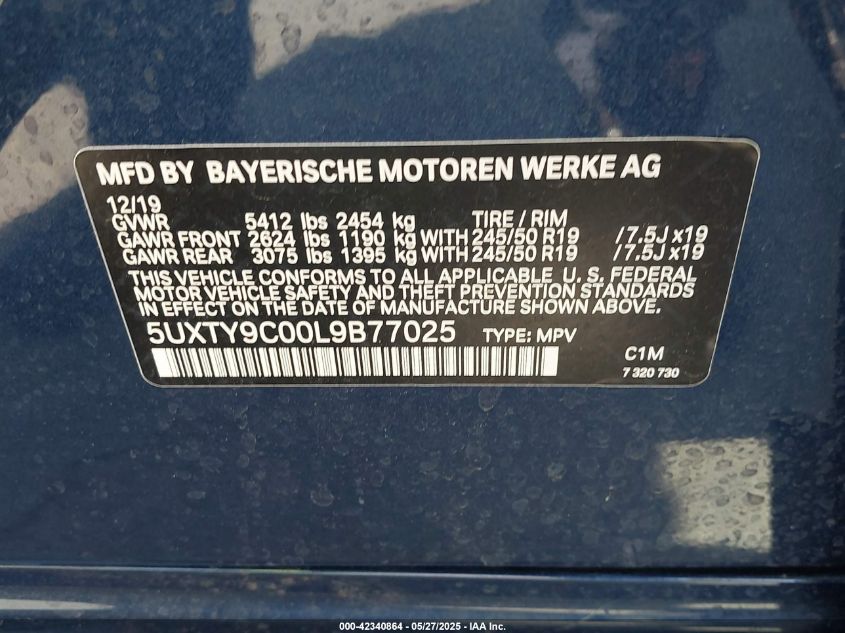 MFD BY BAYERISCHE MOTOREN WERKE AG
12/19
GVWR 5412 lbs 2454 kg TIRE / RIM
GAWR FRONT 2624 lbs 1190 kg WITH 245/50 R19 / 7.5J x19
GAWR REAR 3075 lbs 1395 kg WITH 245/50 R19 / 7.5J x19
THIS VEHICLE CONFORMS TO ALL APPLICABLE U. S. FEDERAL
MOTOR VEHICLE SAFETY AND THEFT PREVENTION STANDARDS
IN EFFECT ON THE DATE OF MANUFACTURE SHOWN ABOVE.
5UXTY9C00L9B77025 TYPE: MPV
C1M
7 320 730
000-42340864 - 05/27/2025 - IAA Inc.